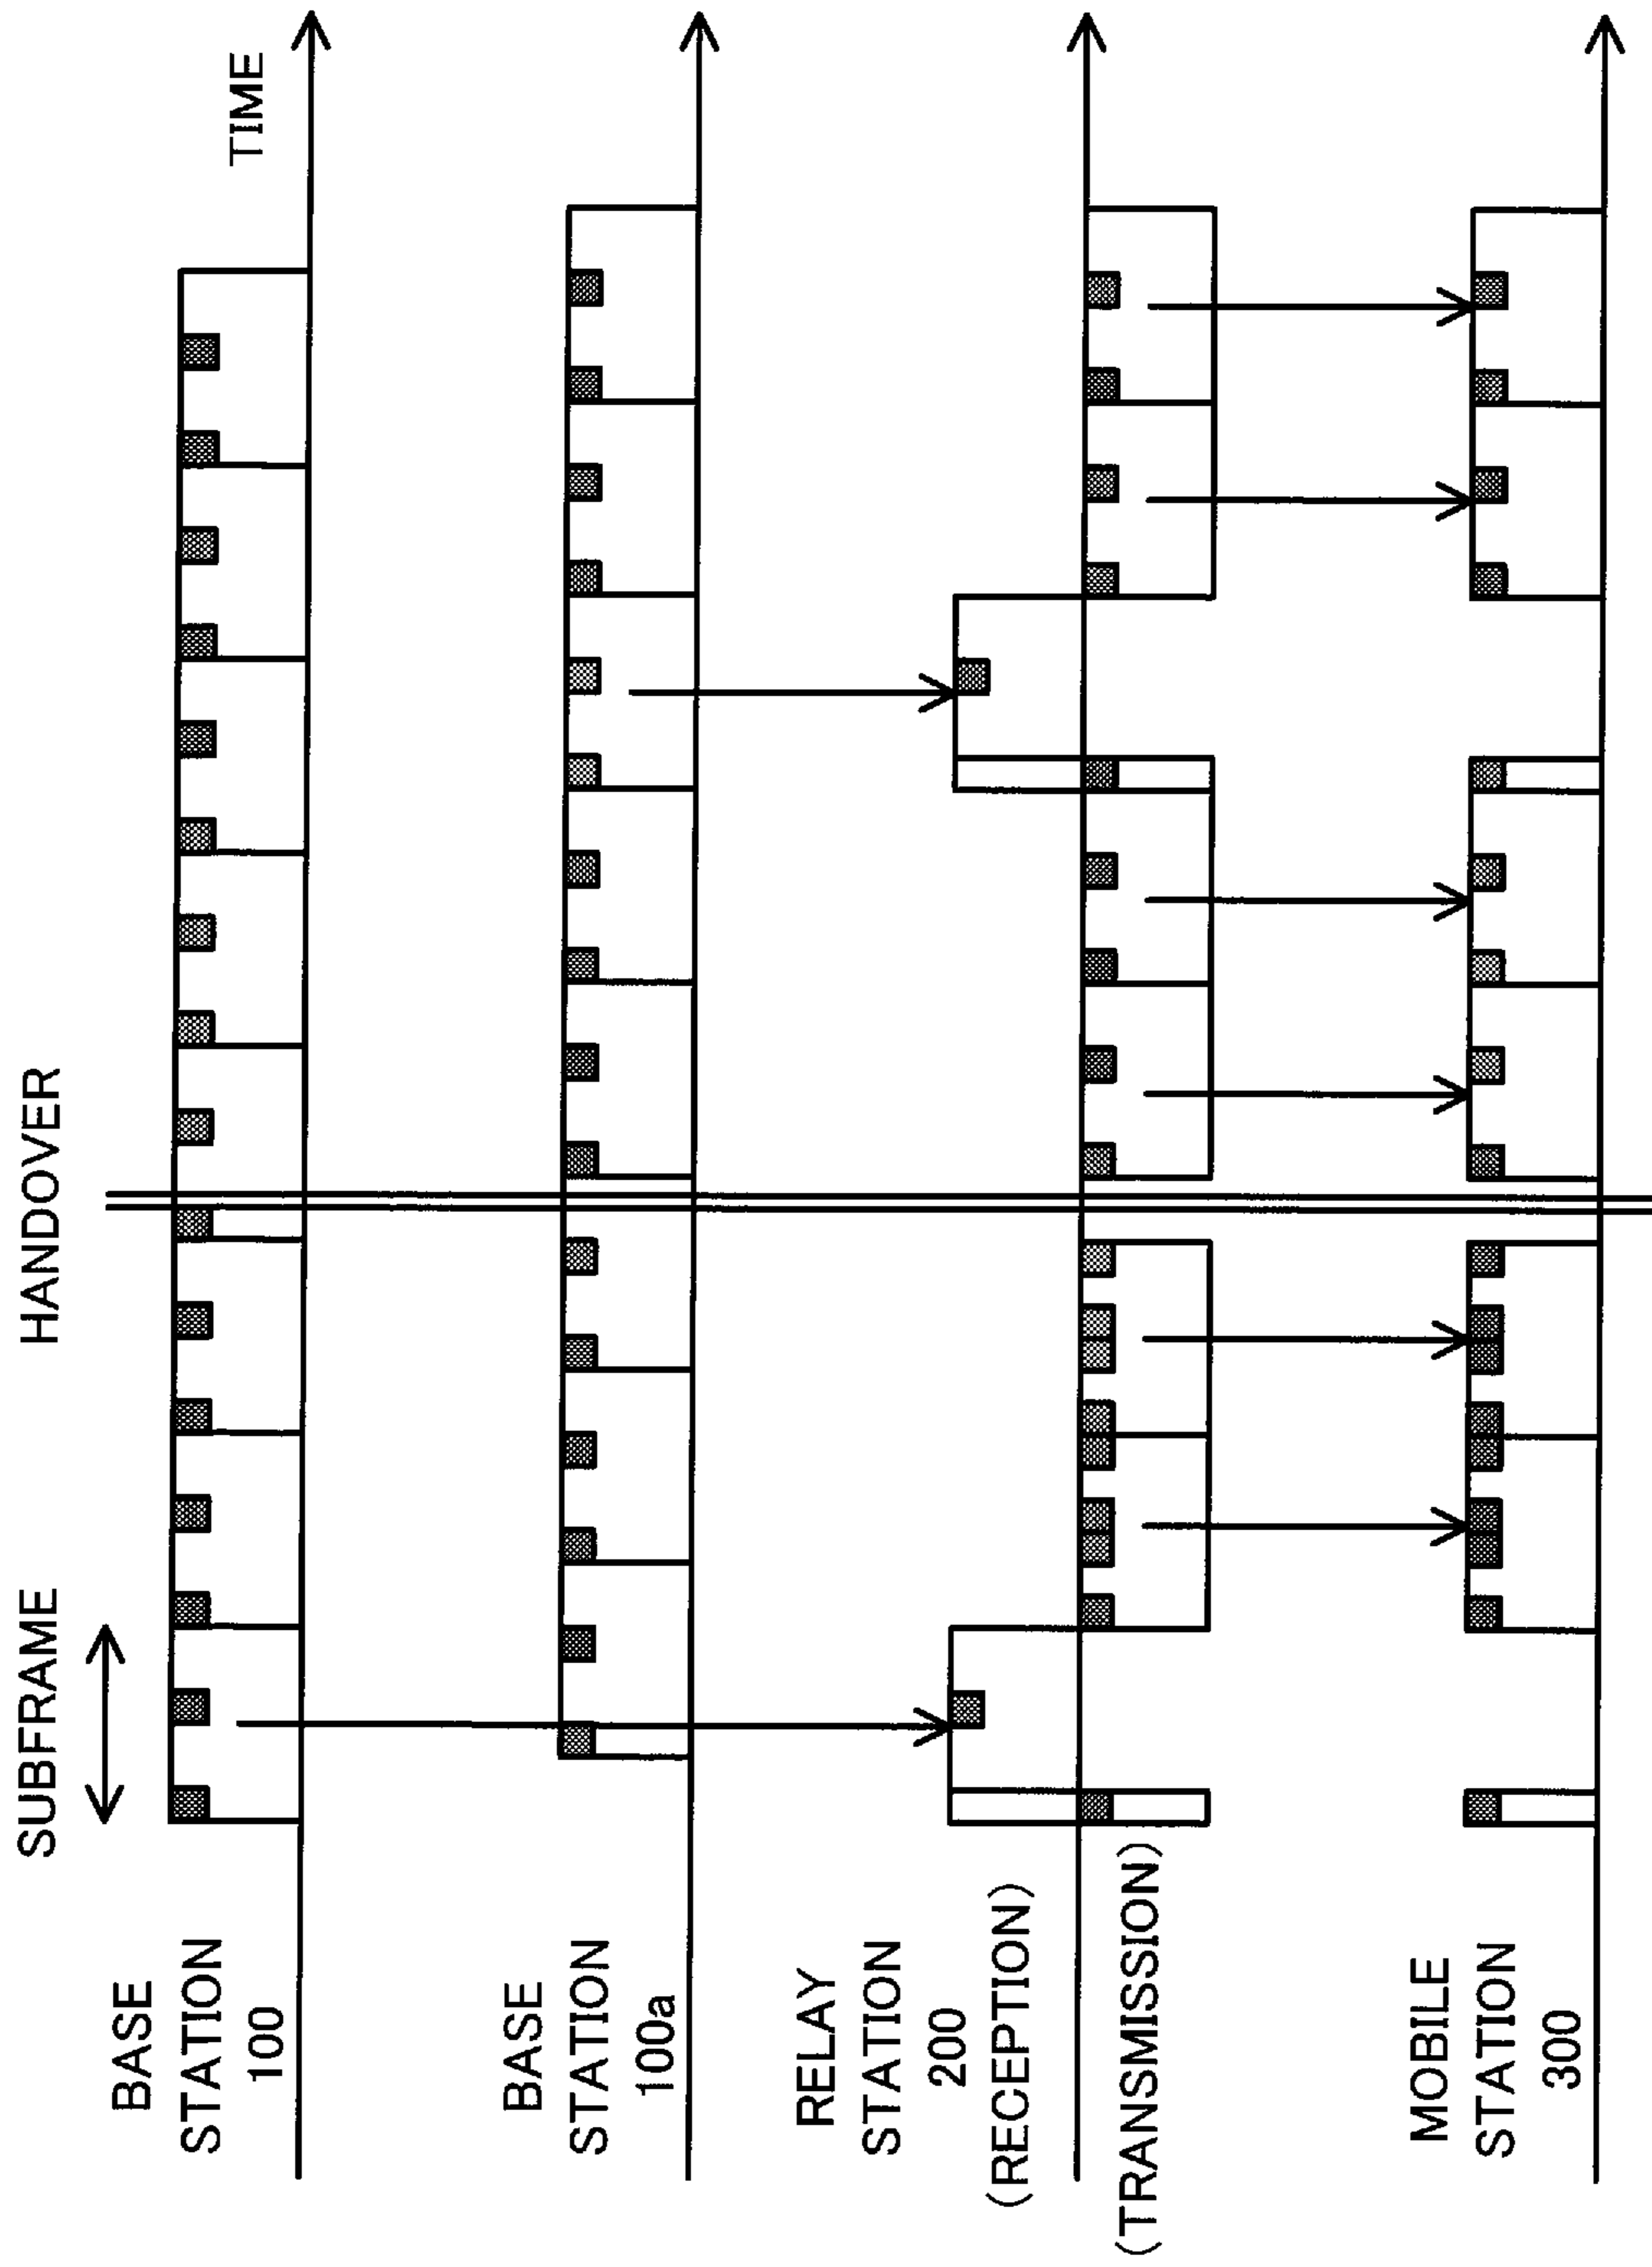 SUBFRAME
HANDOVER
TIME
BASE
STATION
100
BASE
STATION
100a
RELAY
STATION
200
(RECEPTION)
(TRANSMISSION)
MOBILE
STATION
300